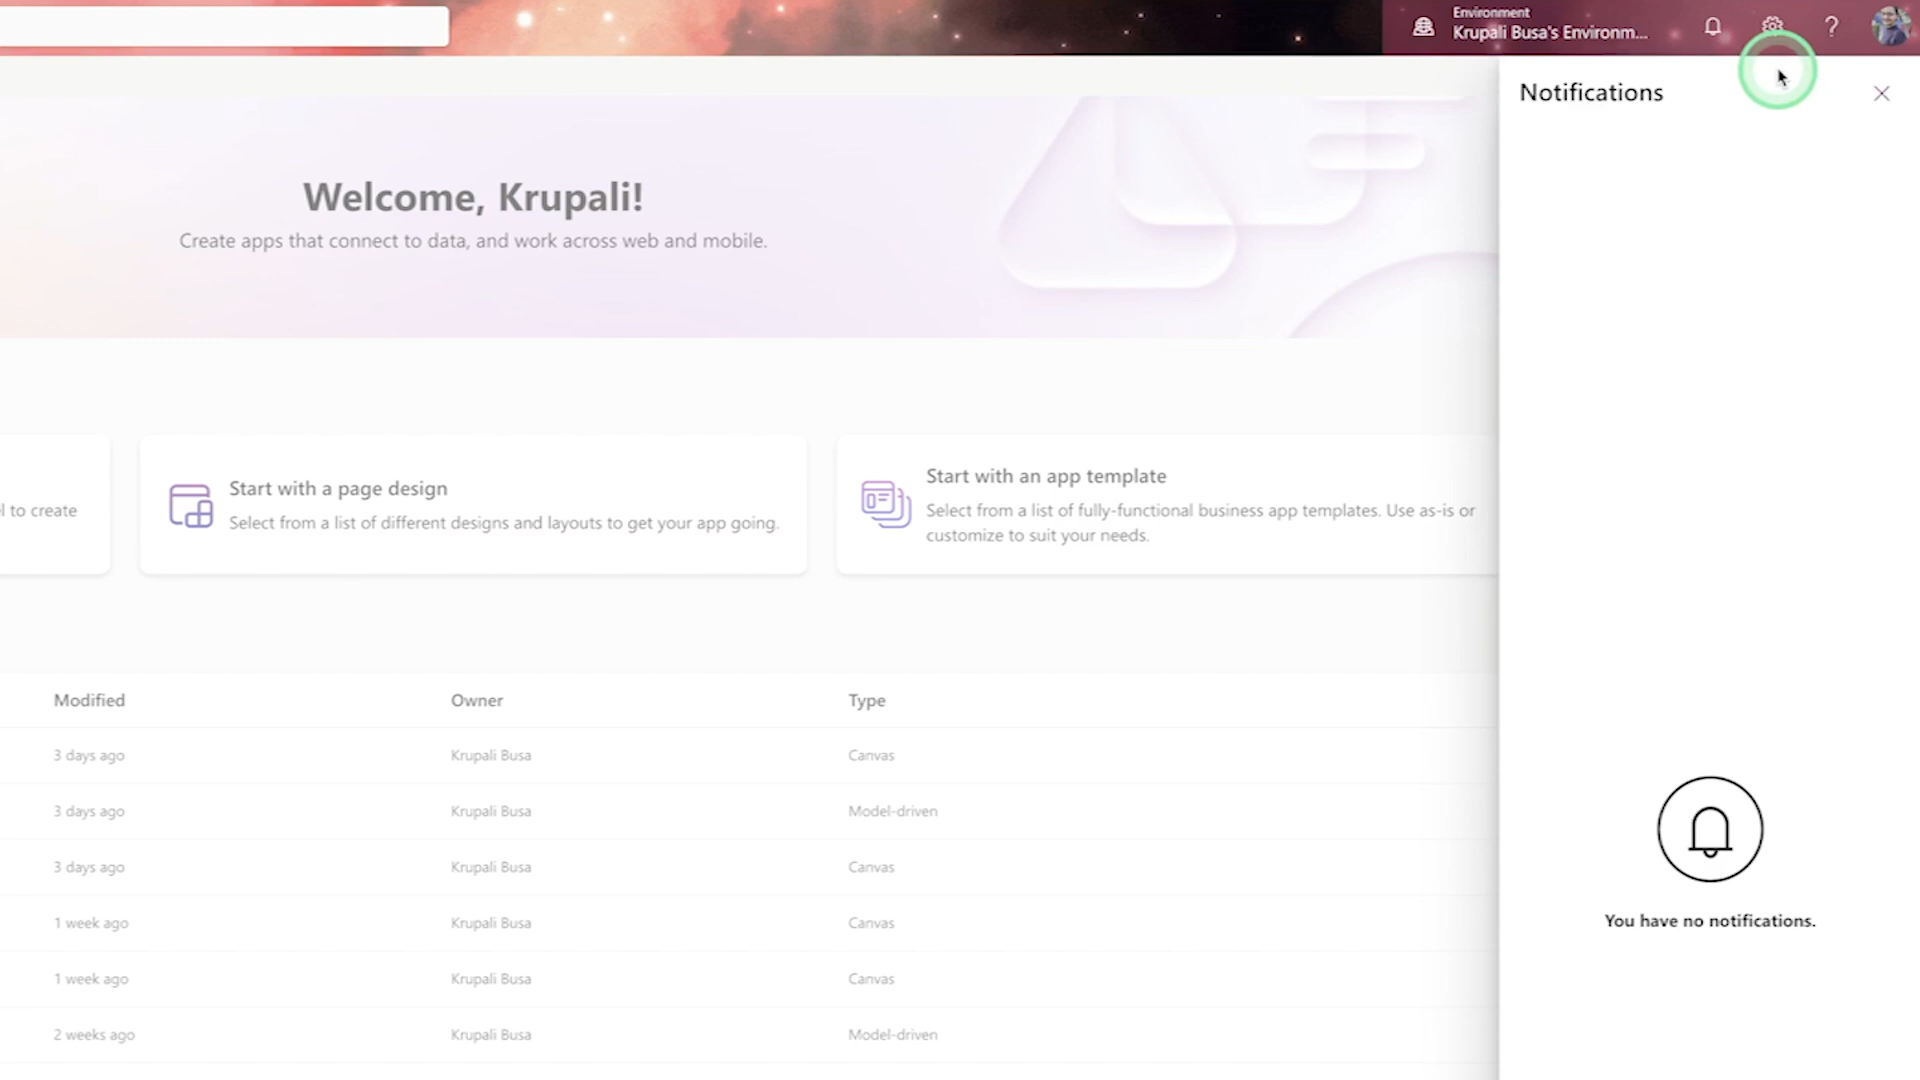 Environment
Krupali Busa's Environm...
?
Notifications
Welcome, Krupali!
Create apps that connect to data, and work across web and mobile.
l to create
Start with a page design
Select from a list of different designs and layouts to get your app going.
Start with an app template
Select from a list of fully-functional business app templates. Use as-is or
customize to suit your needs.
Modified Owner Type
3 days ago Krupali Busa Canvas
3 days ago Krupali Busa Model-driven
3 days ago Krupali Busa Canvas
1 week ago Krupali Busa Canvas
1 week ago Krupali Busa Canvas
2 weeks ago Krupali Busa Model-driven
You have no notifications.